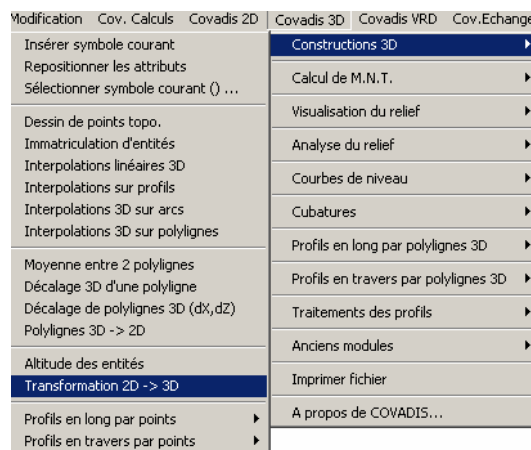 Modification Cov. Calculs Covadis 2D Covadis 3D Covadis VRD Cov.Echange
Insérer symbole courant
Repositionner les attributs
Sélectionner symbole courant () ...
Dessin de points topo.
Immatriculation d'entités
Interpolations linéaires 3D
Interpolations sur profils
Interpolations 3D sur arcs
Interpolations 3D sur polylignes
Moyenne entre 2 polylignes
Décalage 3D d'une polyligne
Décalage de polylignes 3D (dX,dZ)
Polylignes 3D -> 2D
Altitude des entités
Transformation 2D -> 3D
Profils en long par points
Profils en travers par points
Constructions 3D
Calcul de M.N.T.
Visualisation du relief
Analyse du relief
Courbes de niveau
Cubatures
Profils en long par polylignes 3D
Profils en travers par polylignes 3D
Traitements des profils
Anciens modules
Imprimer fichier
A propos de COVADIS...